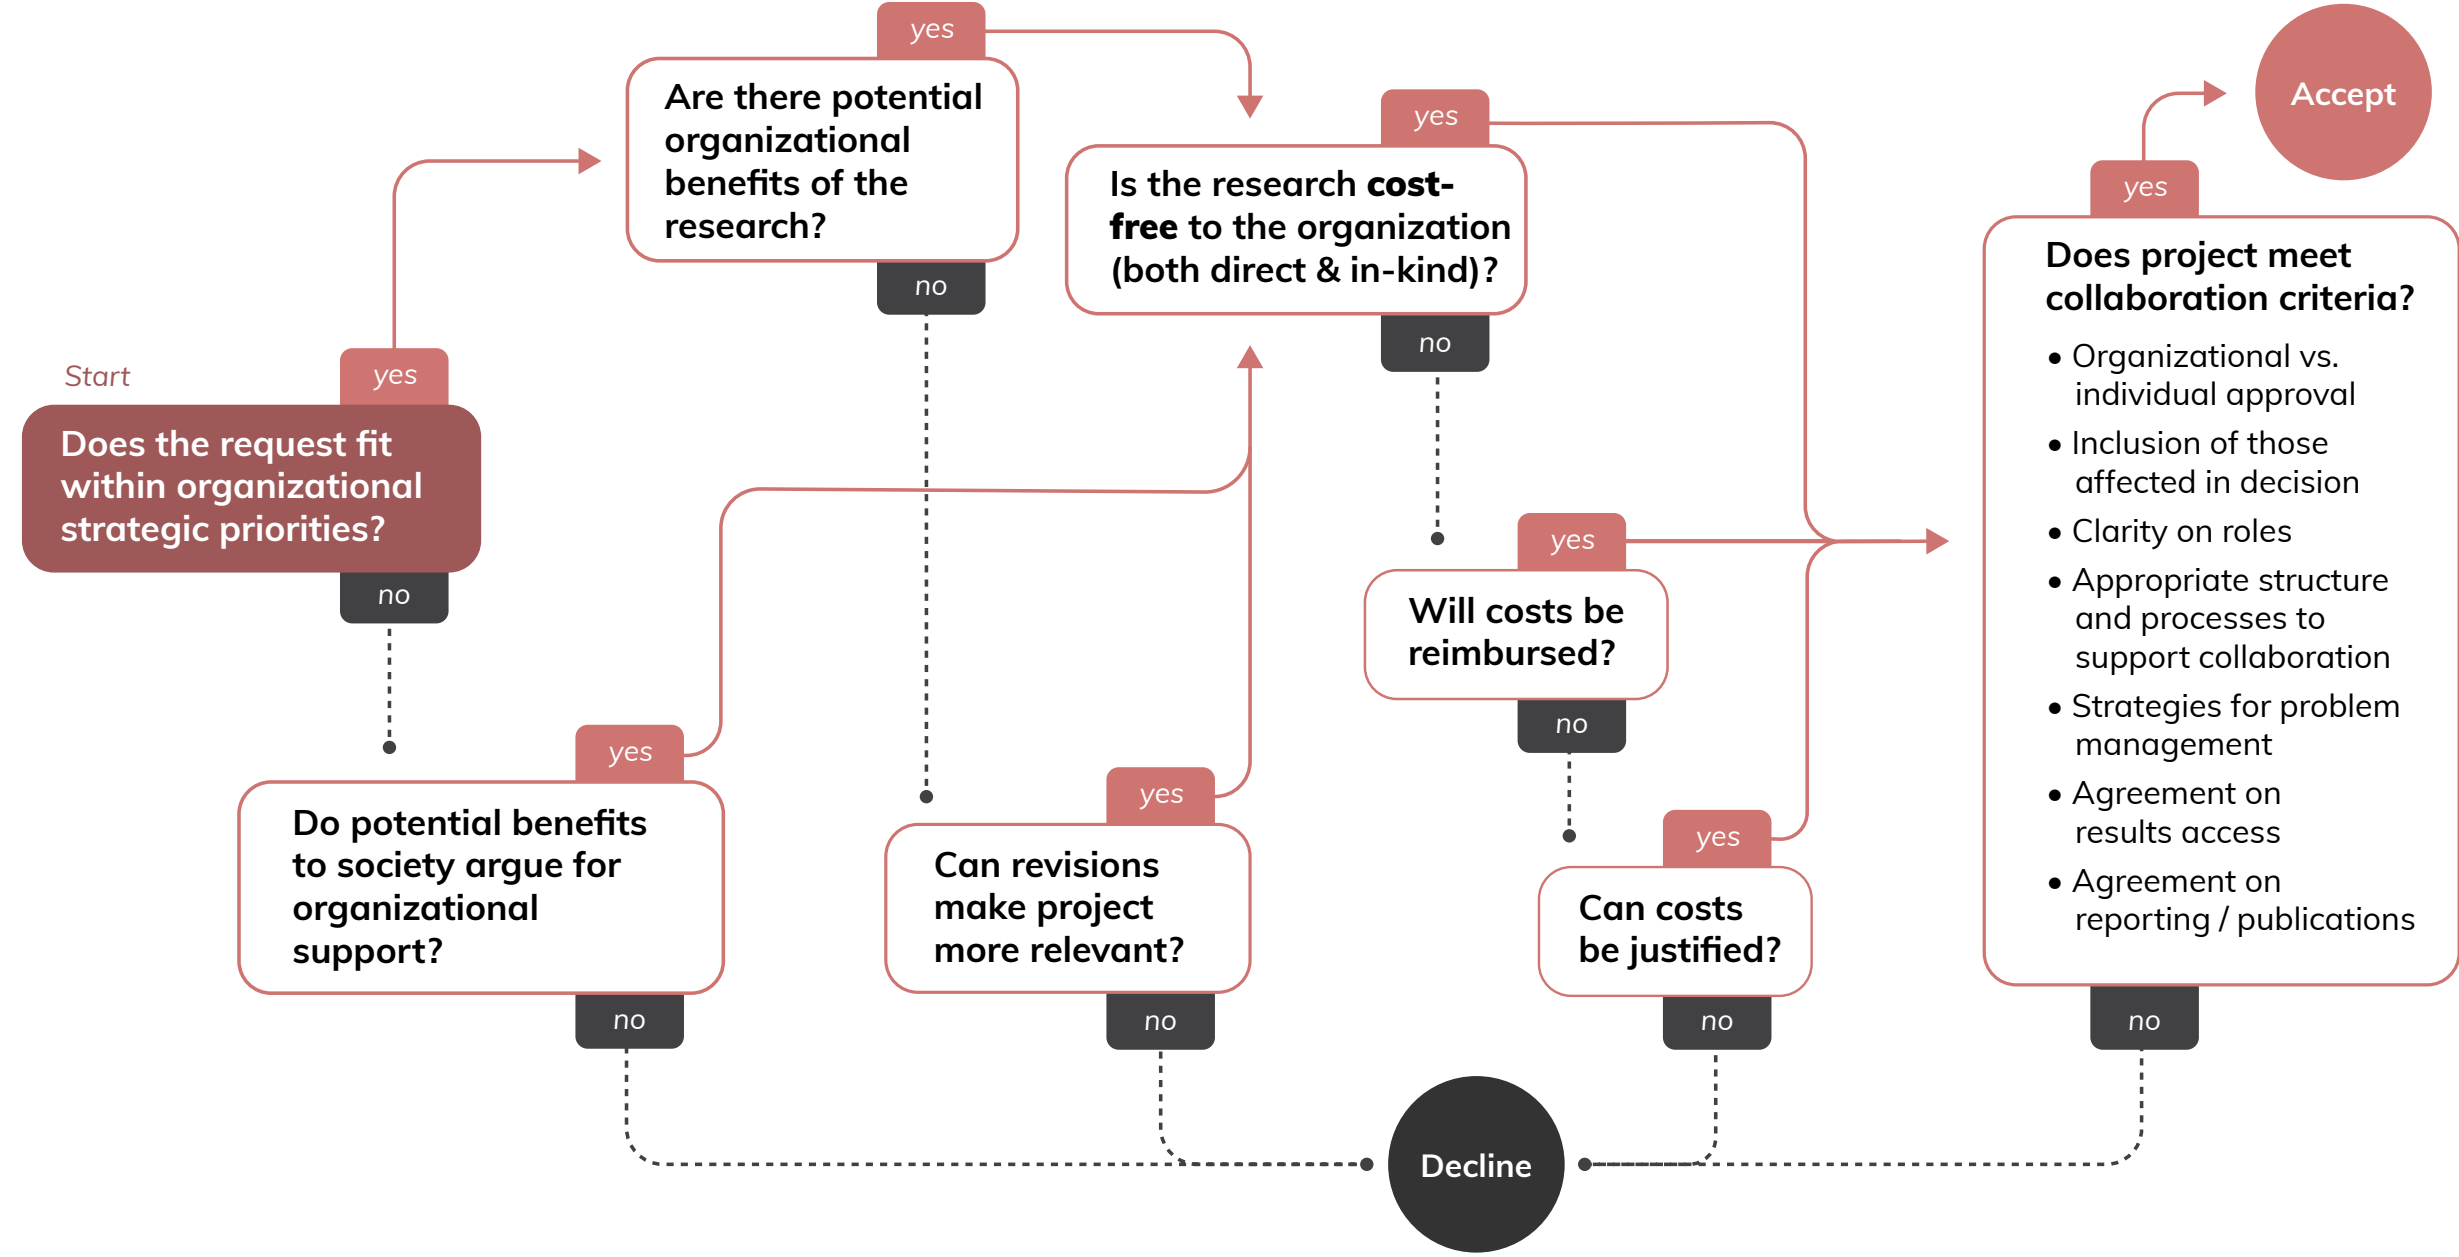 Start
yes
Does the request fit
within organizational
strategic priorities?
no
yes
Are there potential
organizational
benefits of the
research?
no
yes
Do potential benefits
to society argue for
organizational
support?
no
yes
Is the research cost-
free to the organization
(both direct & in-kind)?
no
yes
Can revisions
make project
more relevant?
no
yes
Will costs be
reimbursed?
no
yes
Can costs
be justified?
no
Accept
yes
Does project meet
collaboration criteria?
• Organizational vs.
individual approval
• Inclusion of those
affected in decision
• Clarity on roles
• Appropriate structure
and processes to
support collaboration
• Strategies for problem
management
• Agreement on
results access
• Agreement on
reporting / publications
no
Decline